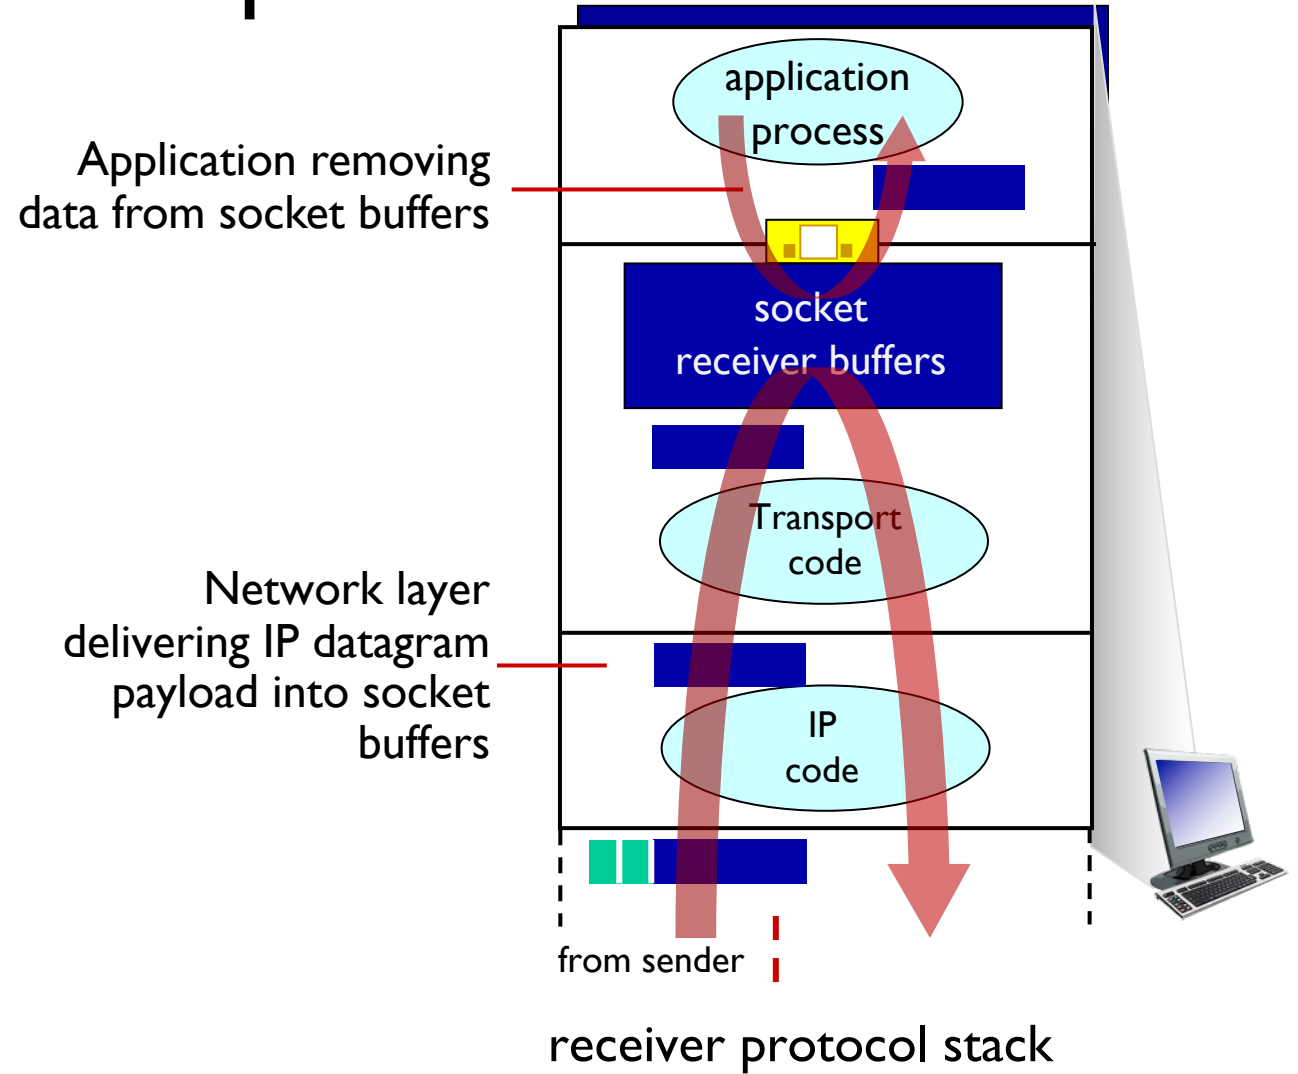 application
process
Application removing
data from socket buffers
socket
receiver buffers
Transport
code
Network layer
delivering IP datagram
payload into socket
buffers
IP
code
from sender
receiver protocol stack